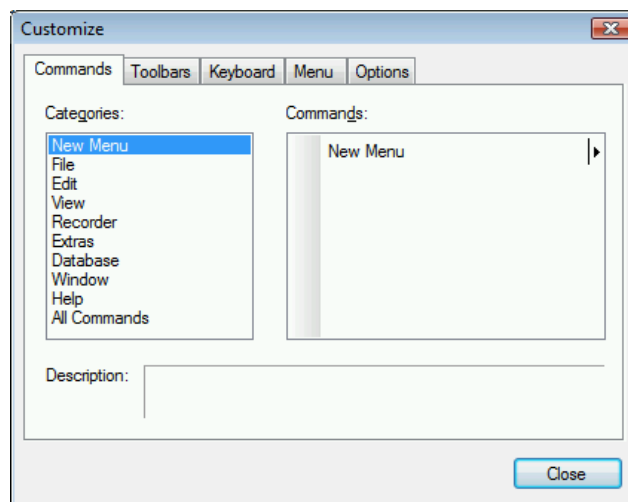 Customize
Commands Toolbars Keyboard Menu Options
Categories: Commands:
New Menu New Menu
File
Edit
View
Recorder
Extras
Database
Window
Help
All Commands
Description:
Close